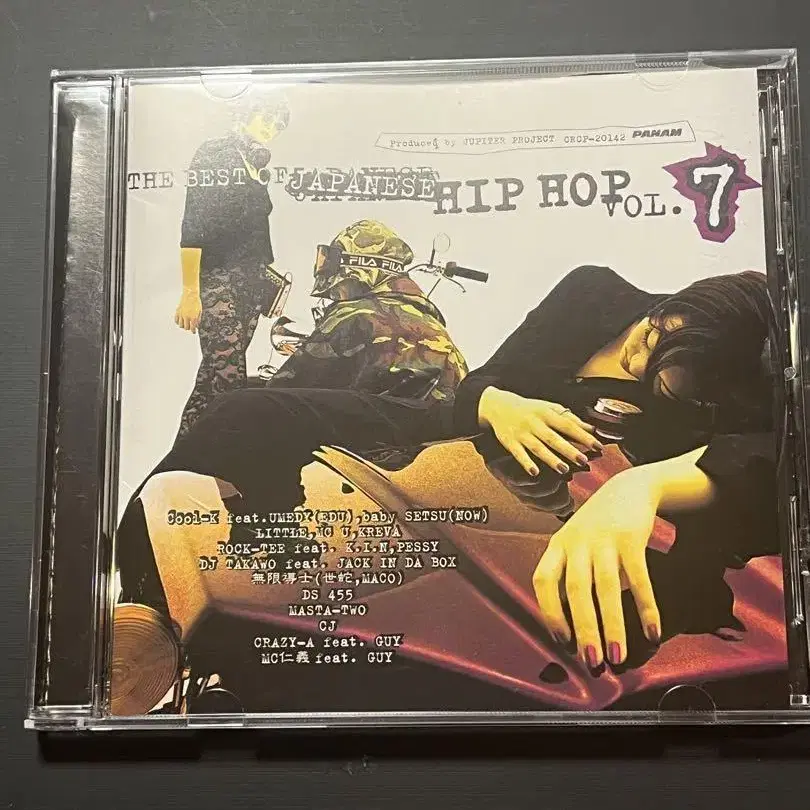 Produced by JUPITER PROJECT CRCP-20142 PANAM
THE BEST OF JAPANESE HIP HOP VOL. 7
FILA FILA
Cool-K feat.UMEDY(EDU),baby SETSU(NOW)
LITTLE,MC U,KREVA
ROCK-TEE feat. K.I.N,PESSY
DJ TAKAWO feat. JACK IN DA BOX
無限導士(世蛇,MACO)
DS 455
MASTA-TWO
CJ
CRAZY-A feat. GUY
MC仁義 feat. GUY